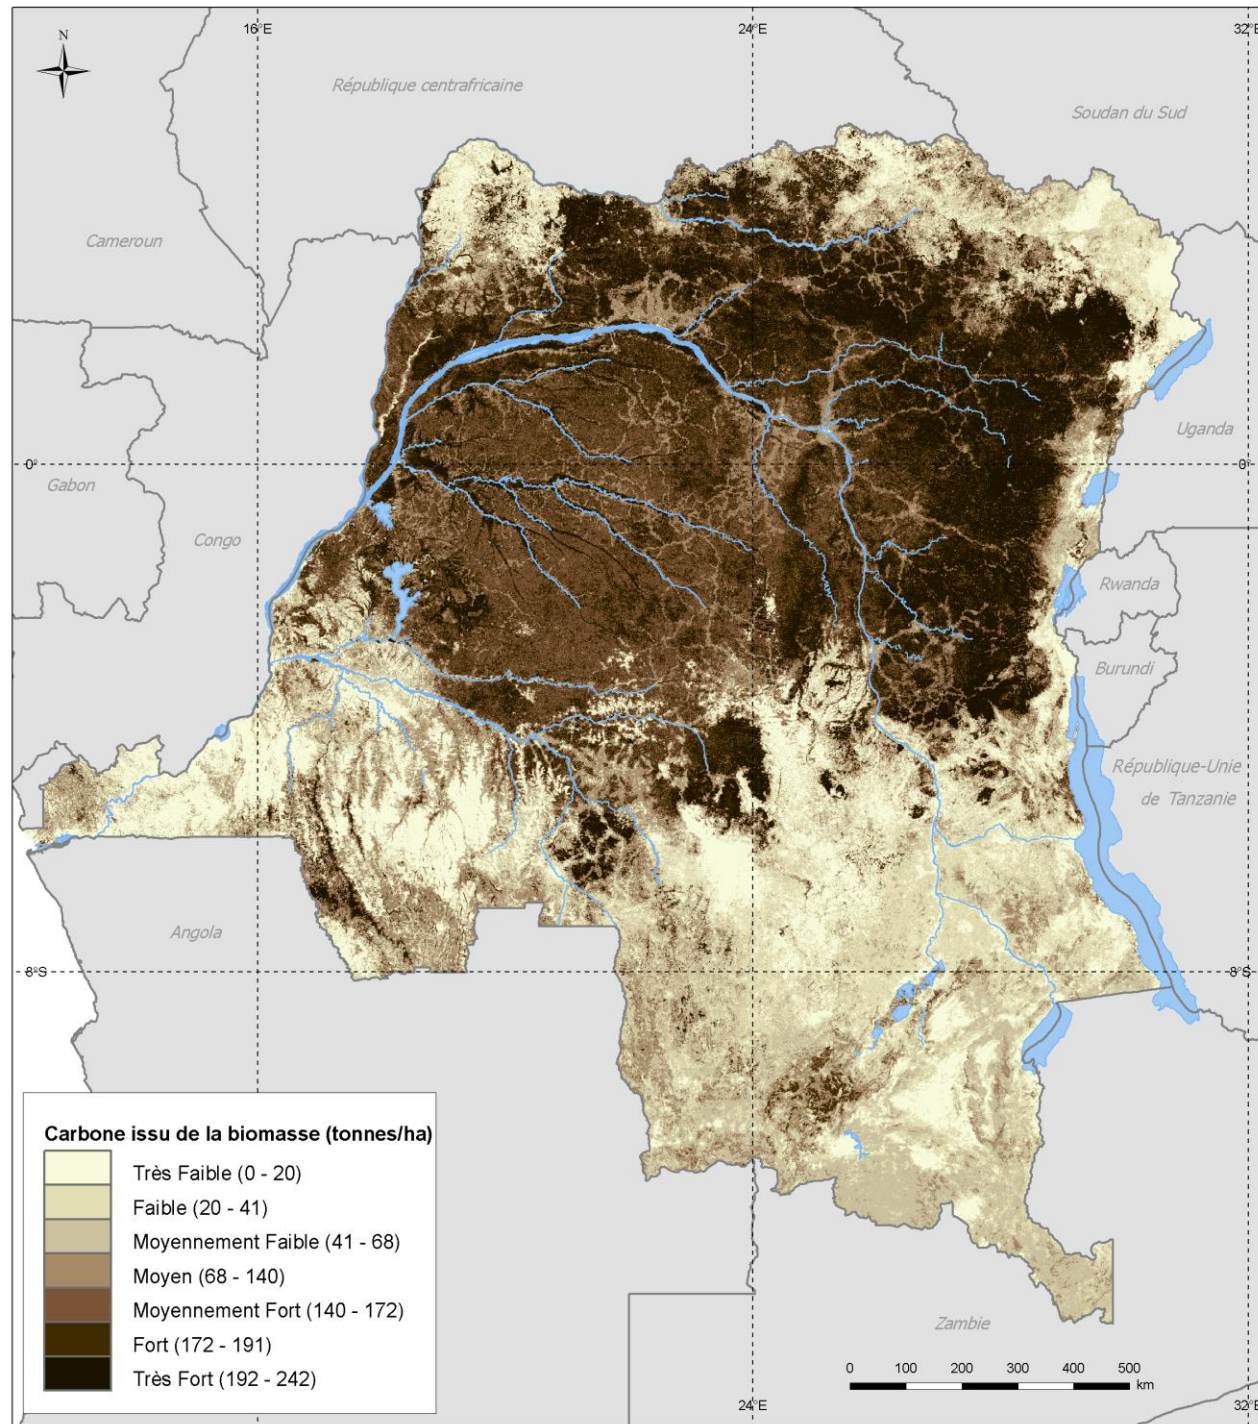 16°E
24°E
32°E
N
République centrafricaine
Soudan du Sud
Cameroun
Uganda
0°
Gabon
Congo
Rwanda
Burundi
République-Unie
de Tanzanie
Angola
8°S
8°S
Carbone issu de la biomasse (tonnes/ha)
Très Faible (0 - 20)
Faible (20 - 41)
Moyennement Faible (41 - 68)
Moyen (68 - 140)
Moyennement Fort (140 - 172)
Fort (172 - 191)
Très Fort (192 - 242)
Zambie
0 100 200 300 400 500
km
24°E
32°E